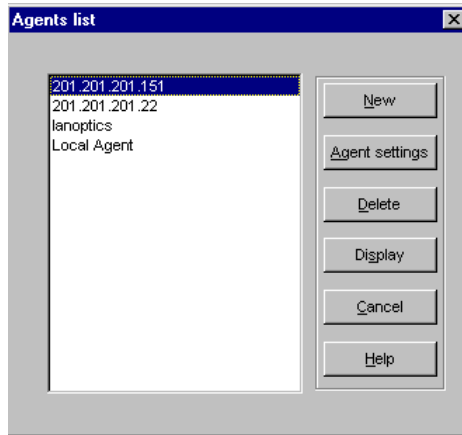 Agents list
201.201.201.151
201.201.201.22
lanoptics
Local Agent
New
Agent settings
Delete
Display
Cancel
Help